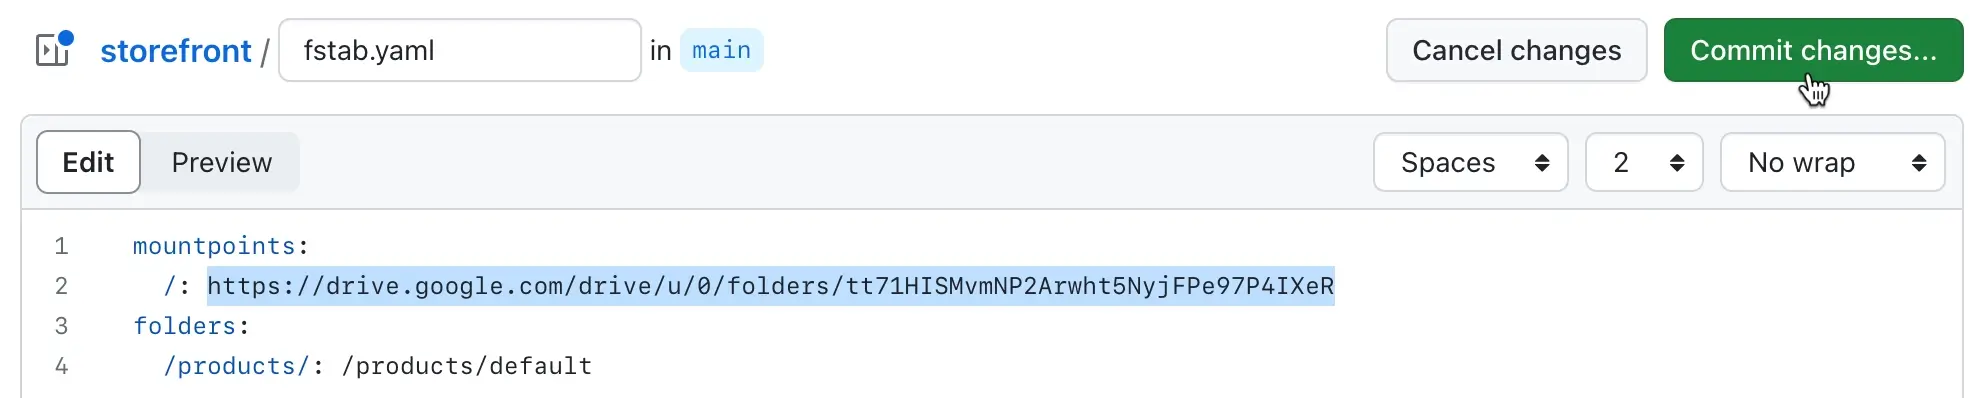 storefront / fstab.yaml in main Cancel changes Commit changes...
Edit Preview Spaces 2 No wrap
1 mountpoints:
2 /: https://drive.google.com/drive/u/0/folders/tt71HISMvmNP2Arwht5NyjFPe97P4IXeR
3 folders:
4 /products/: /products/default